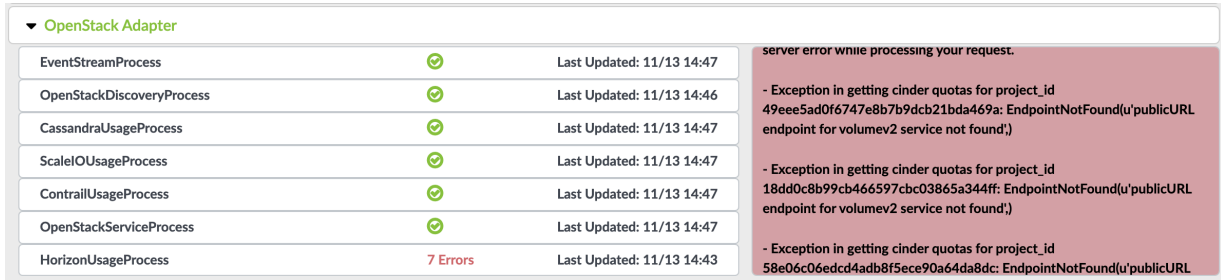 OpenStack Adapter
EventStreamProcess Last Updated: 11/13 14:47
OpenStackDiscoveryProcess Last Updated: 11/13 14:46
CassandraUsageProcess Last Updated: 11/13 14:47
ScaleIOUsageProcess Last Updated: 11/13 14:47
ContrailUsageProcess Last Updated: 11/13 14:47
OpenStackServiceProcess Last Updated: 11/13 14:47
HorizonUsageProcess 7 Errors Last Updated: 11/13 14:43
server error while processing your request.
- Exception in getting cinder quotas for project_id
49eee5ad0f6747e8b7b9dcb21bda469a: EndpointNotFound(u'publicURL
endpoint for volumev2 service not found',)
- Exception in getting cinder quotas for project_id
18dd0c8b99cb466597cbc03865a344ff: EndpointNotFound(u'publicURL
endpoint for volumev2 service not found',)
- Exception in getting cinder quotas for project_id
58e06c06edcd4adb8f5ece90a64da8dc: EndpointNotFound(u'publicURL